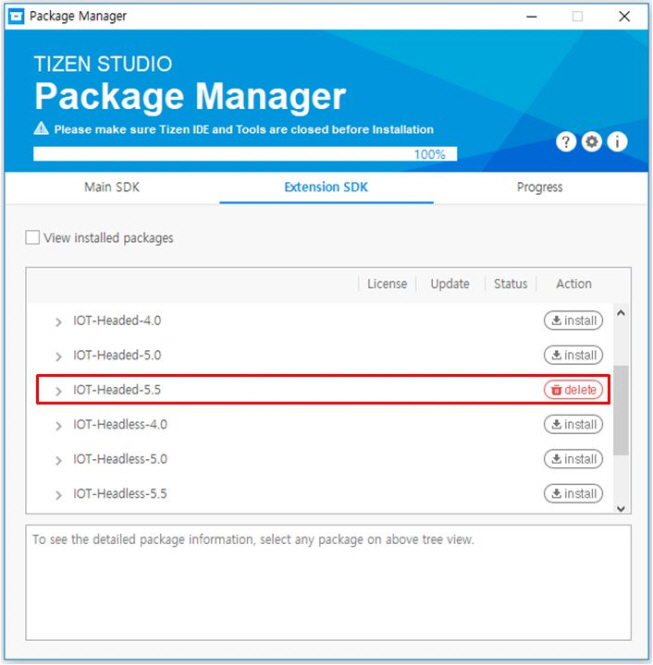 Package Manager
TIZEN STUDIO
Package Manager
Please make sure Tizen IDE and Tools are closed before Installation
100%
Main SDK Extension SDK Progress
View installed packages
License Update Status Action
IOT-Headed-4.0 install
IOT-Headed-5.0 install
IOT-Headed-5.5 delete
IOT-Headless-4.0 install
IOT-Headless-5.0 install
IOT-Headless-5.5 install
To see the detailed package information, select any package on above tree view.